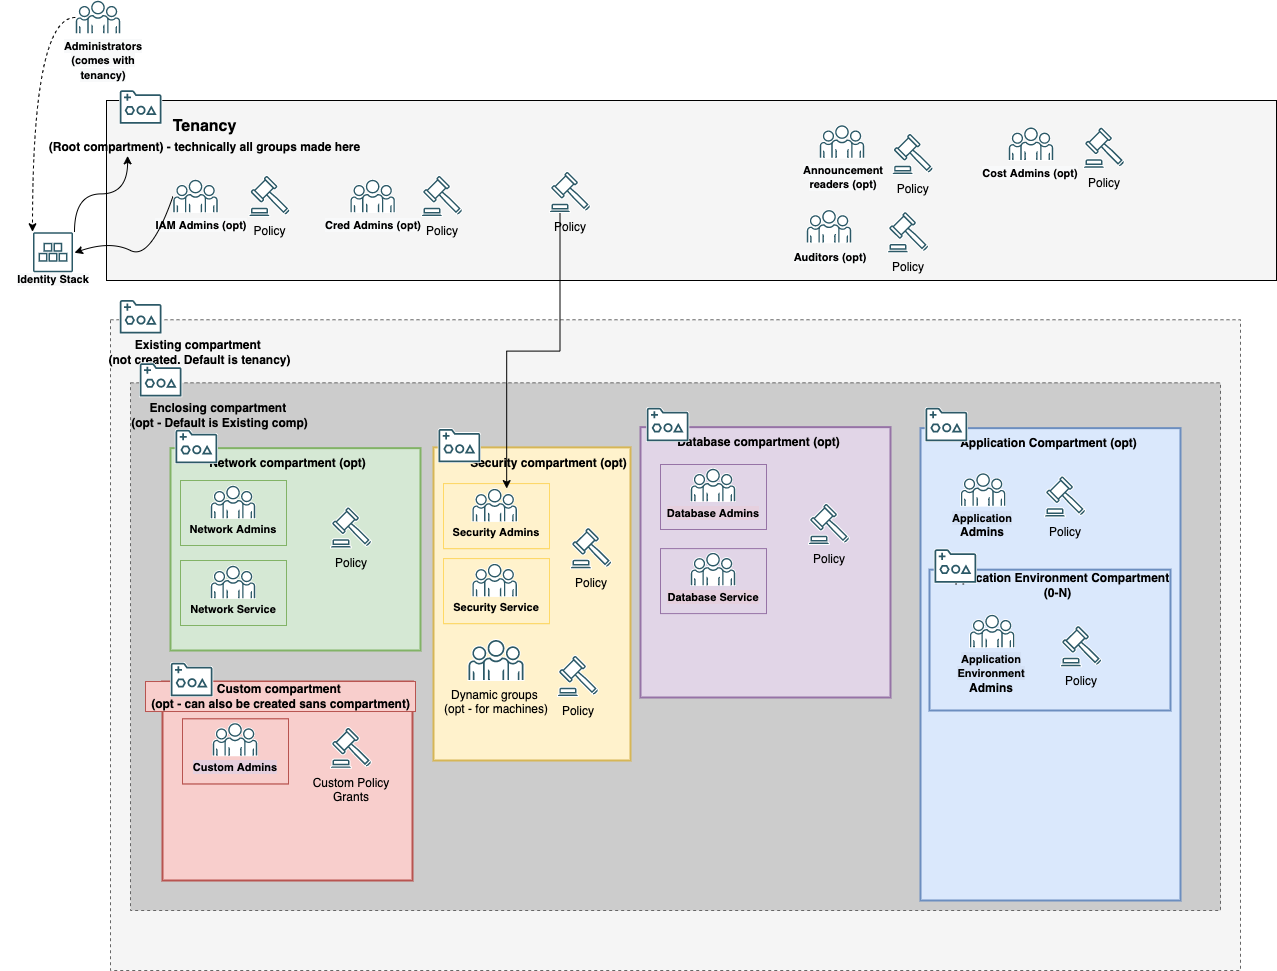 Administrators
(comes with
tenancy)
Tenancy
(Root compartment) - technically all groups made here
IAM Admins (opt)
Policy
Cred Admins (opt)
Policy
Policy
Announcement
readers (opt)
Policy
Cost Admins (opt)
Policy
Auditors (opt)
Policy
Identity Stack
Existing compartment
(not created. Default is tenancy)
Enclosing compartment
(opt - Default is Existing comp)
Network compartment (opt)
Network Admins
Policy
Network Service
Security compartment (opt)
Security Admins
Policy
Security Service
Dynamic groups
(opt - for machines)
Policy
Database compartment (opt)
Database Admins
Policy
Database Service
Application Compartment (opt)
Application
Admins
Policy
cation Environment Compartment
(0-N)
Application
Environment
Admins
Policy
Custom compartment
(opt - can also be created sans compartment)
Custom Admins
Custom Policy
Grants